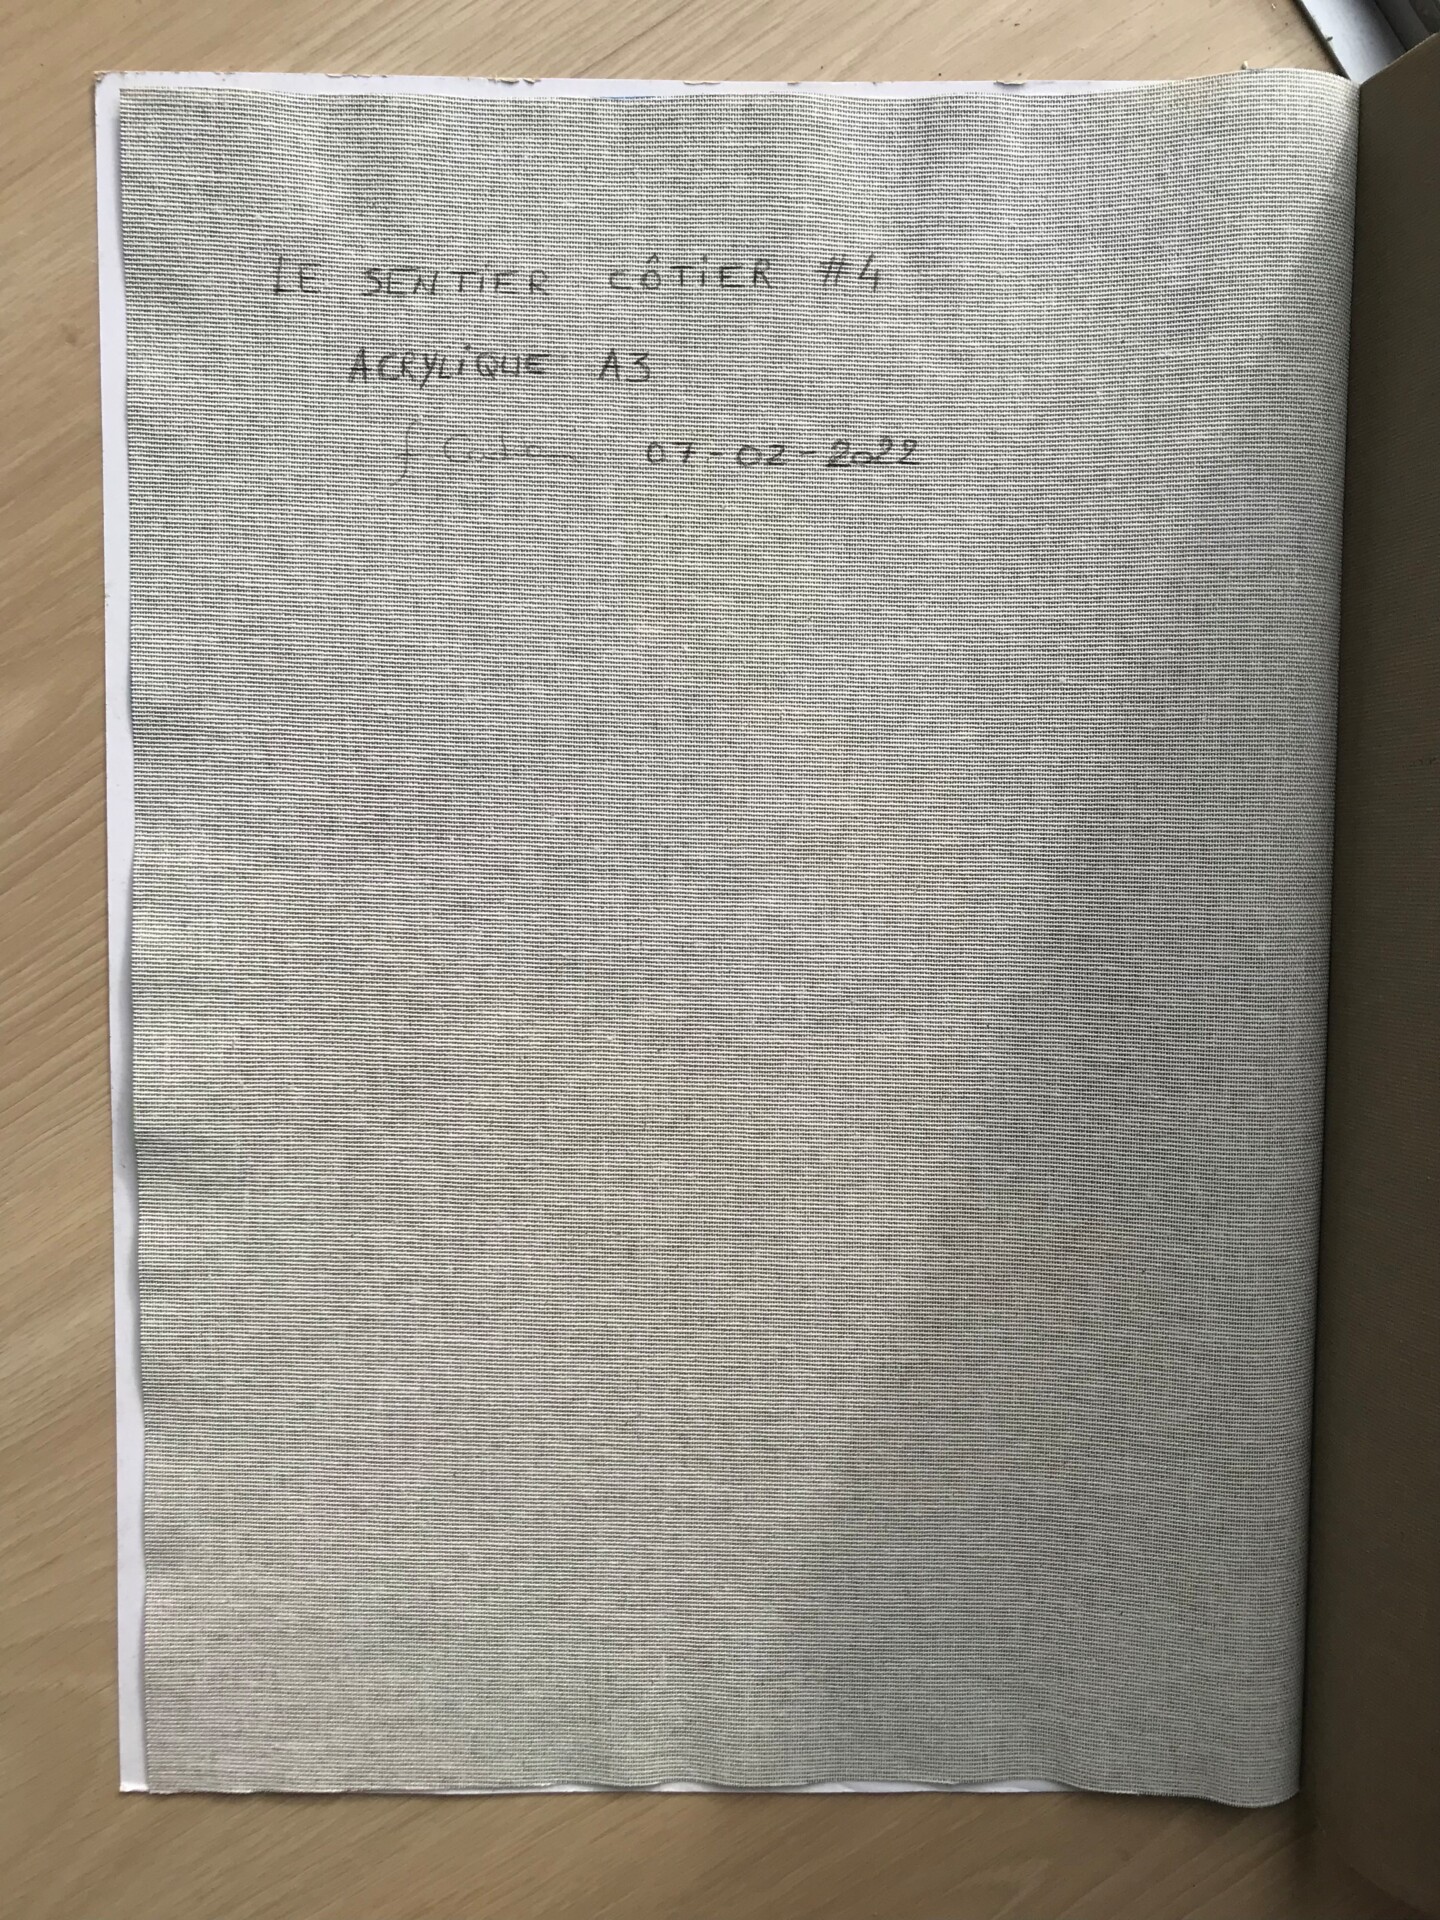 LE SENTIER CÔTIER #4
ACRYLIQUE A3
07-02-2022